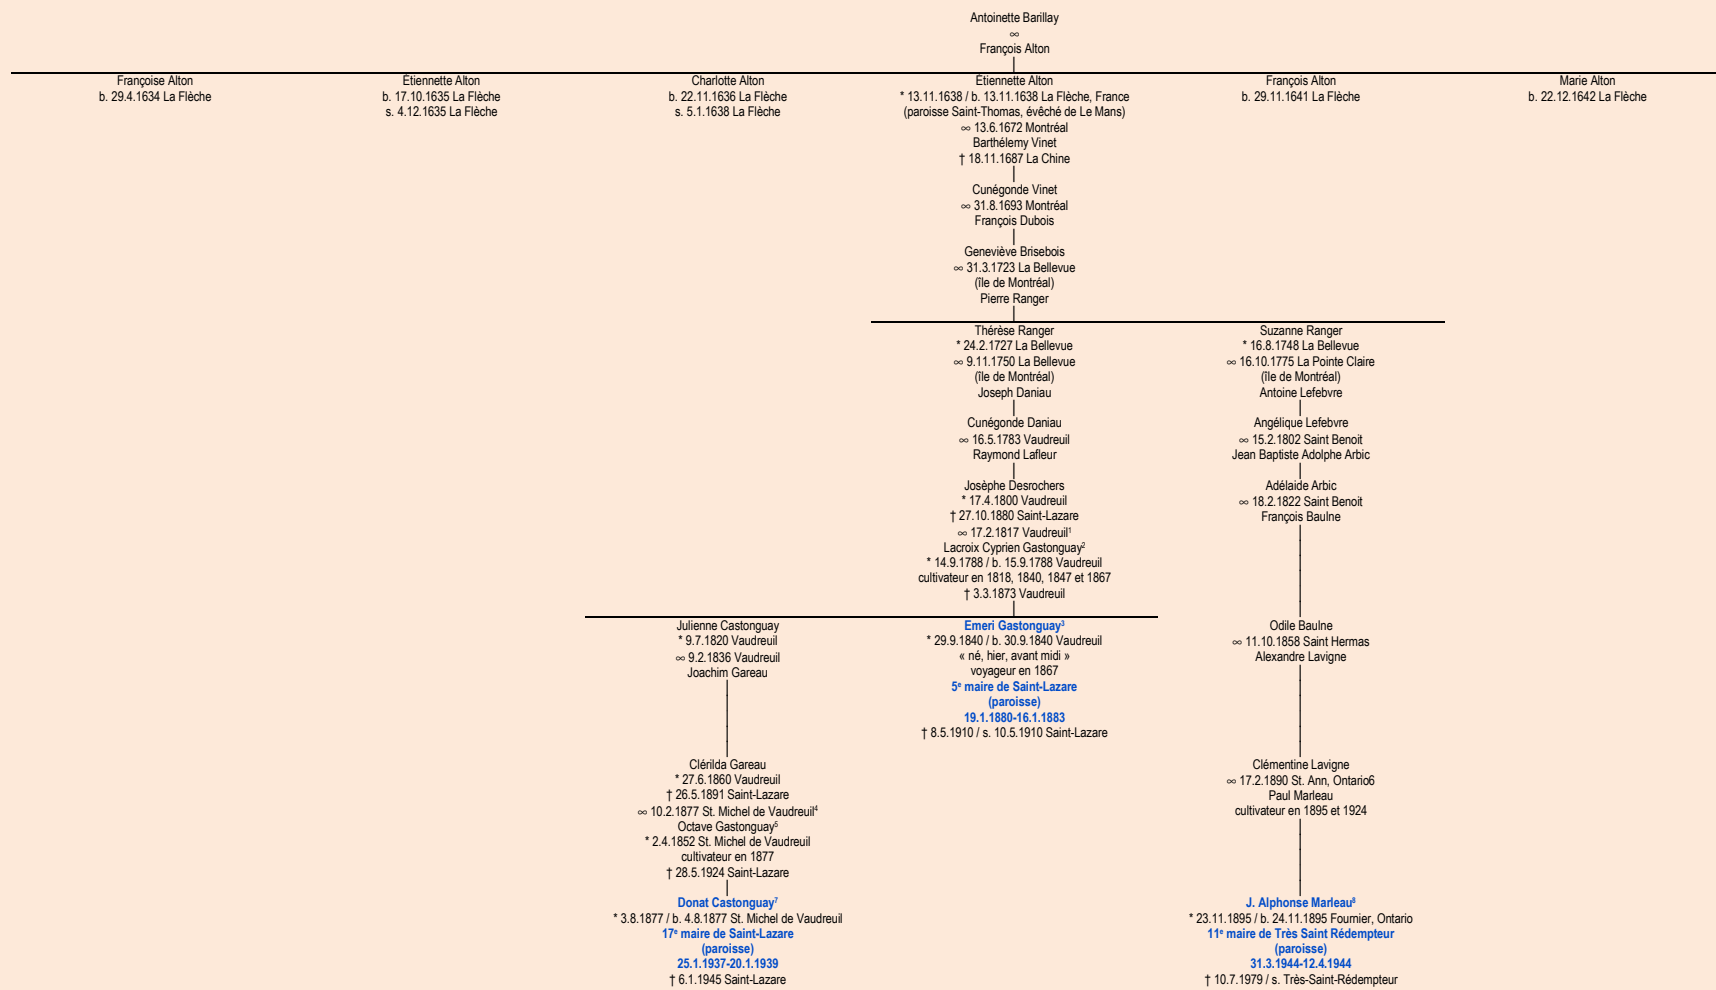 Antoinette Barillay
∞
François Alton
Françoise Alton
b. 29.4.1634 La Flèche
Étiennette Alton
b. 17.10.1635 La Flèche
s. 4.12.1635 La Flèche
Charlotte Alton
b. 22.11.1636 La Flèche
s. 5.1.1638 La Flèche
Étiennette Alton
* 13.11.1638 / b. 13.11.1638 La Flèche, France
(paroisse Saint-Thomas, évêché de Le Mans)
∞ 13.6.1672 Montréal
Barthélemy Vinet
† 18.11.1687 La Chine
François Alton
b. 29.11.1641 La Flèche
Marie Alton
b. 22.12.1642 La Flèche
Cunégonde Vinet
∞ 31.8.1693 Montréal
François Dubois
Geneviève Brisebois
∞ 31.3.1723 La Bellevue
(île de Montréal)
Pierre Ranger
Thérèse Ranger
* 24.2.1727 La Bellevue
∞ 9.11.1750 La Bellevue
(île de Montréal)
Joseph Daniau
Suzanne Ranger
* 16.8.1748 La Bellevue
∞ 16.10.1775 La Pointe Claire
(île de Montréal)
Antoine Lefebvre
Cunégonde Daniau
∞ 16.5.1783 Vaudreuil
Raymond Lafleur
Angélique Lefebvre
∞ 15.2.1802 Saint Benoit
Jean Baptiste Adolphe Arbic
Josèphe Desrochers
* 17.4.1800 Vaudreuil
† 27.10.1880 Saint-Lazare
∞ 17.2.1817 Vaudreuil¹
Lacroix Cyprien Gastonguay²
* 14.9.1788 / b. 15.9.1788 Vaudreuil
cultivateur en 1818, 1840, 1847 et 1867
† 3.3.1873 Vaudreuil
Adélaide Arbic
∞ 18.2.1822 Saint Benoit
François Baulne
Julienne Castonguay
* 9.7.1820 Vaudreuil
∞ 9.2.1836 Vaudreuil
Joachim Gareau
Emeri Gastonguay³
* 29.9.1840 / b. 30.9.1840 Vaudreuil
« né, hier, avant midi »
voyageur en 1867
5ᵉ maire de Saint-Lazare
(paroisse)
19.1.1880-16.1.1883
† 8.5.1910 / s. 10.5.1910 Saint-Lazare
Odile Baulne
∞ 11.10.1858 Saint Hermas
Alexandre Lavigne
Clérilda Gareau
* 27.6.1860 Vaudreuil
† 26.5.1891 Saint-Lazare
∞ 10.2.1877 St. Michel de Vaudreuil⁴
Octave Gastonguay⁵
* 2.4.1852 St. Michel de Vaudreuil
cultivateur en 1877
† 28.5.1924 Saint-Lazare
Clémentine Lavigne
∞ 17.2.1890 St. Ann, Ontario6
Paul Marleau
cultivateur en 1895 et 1924
Donat Castonguay⁷
* 3.8.1877 / b. 4.8.1877 St. Michel de Vaudreuil
17ᵉ maire de Saint-Lazare
(paroisse)
25.1.1937-20.1.1939
† 6.1.1945 Saint-Lazare
J. Alphonse Marleau⁸
* 23.11.1895 / b. 24.11.1895 Fournier, Ontario
11ᵉ maire de Très Saint Rédempteur
(paroisse)
31.3.1944-12.4.1944
† 10.7.1979 / s. Très-Saint-Rédempteur